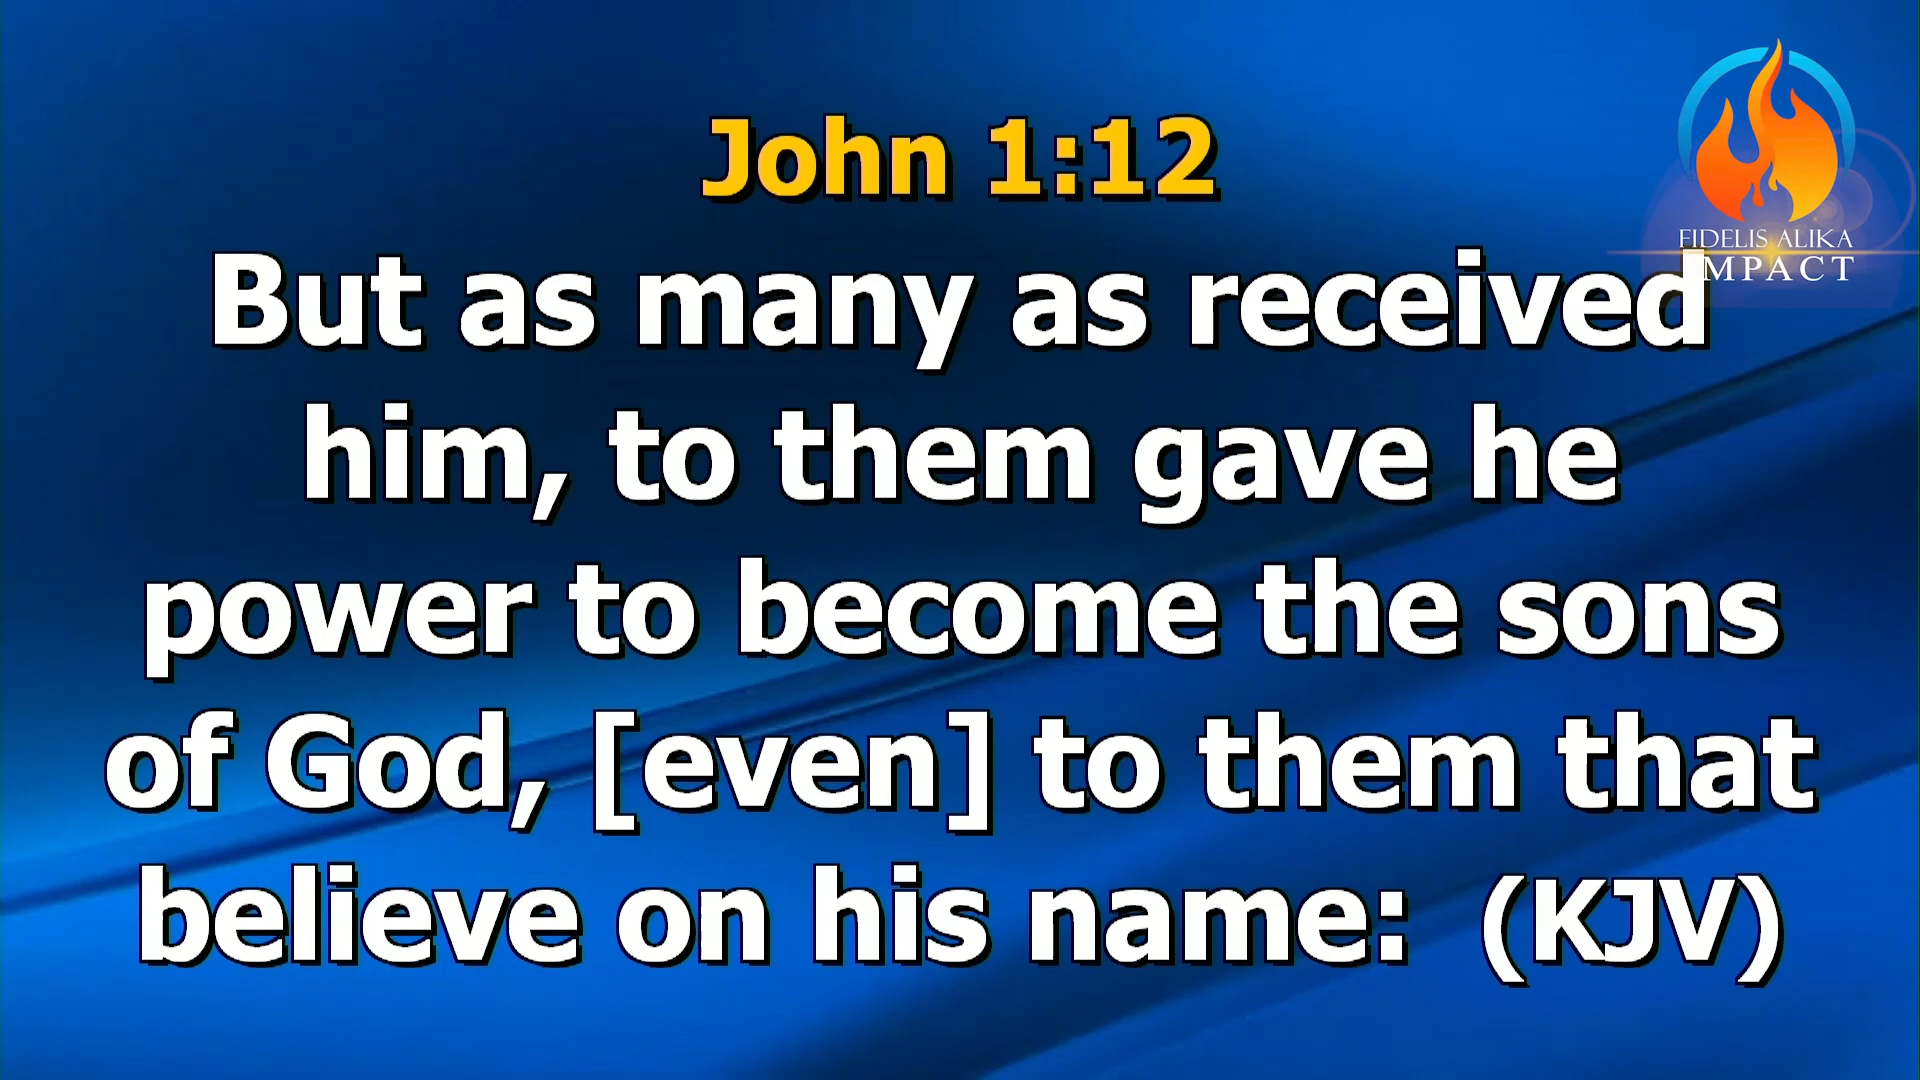 John 1:12
FIDELIS ALIKA
IMPACT
But as many as received
him, to them gave he
power to become the sons
of God, [even] to them that
believe on his name: (KJV)